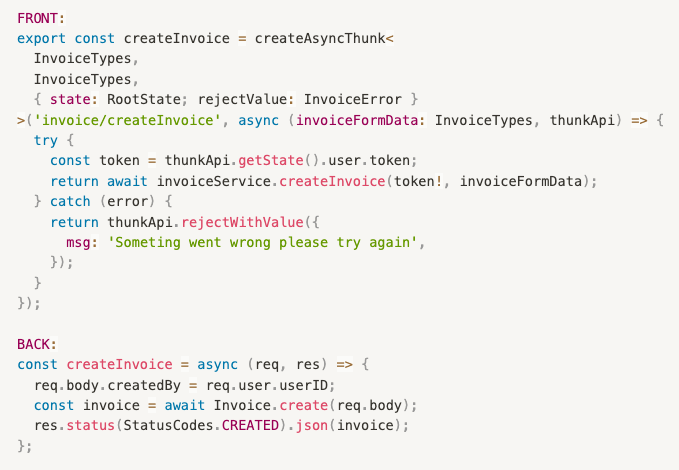 FRONT:
export const createInvoice = createAsyncThunk<
  InvoiceTypes,
  InvoiceTypes,
  { state: RootState; rejectValue: InvoiceError }
>('invoice/createInvoice', async (invoiceFormData: InvoiceTypes, thunkApi) => {
  try {
    const token = thunkApi.getState().user.token;
    return await invoiceService.createInvoice(token!, invoiceFormData);
  } catch (error) {
    return thunkApi.rejectWithValue({
      msg: 'Someting went wrong please try again',
    });
  }
});

BACK:
const createInvoice = async (req, res) => {
  req.body.createdBy = req.user.userID;
  const invoice = await Invoice.create(req.body);
  res.status(StatusCodes.CREATED).json(invoice);
};